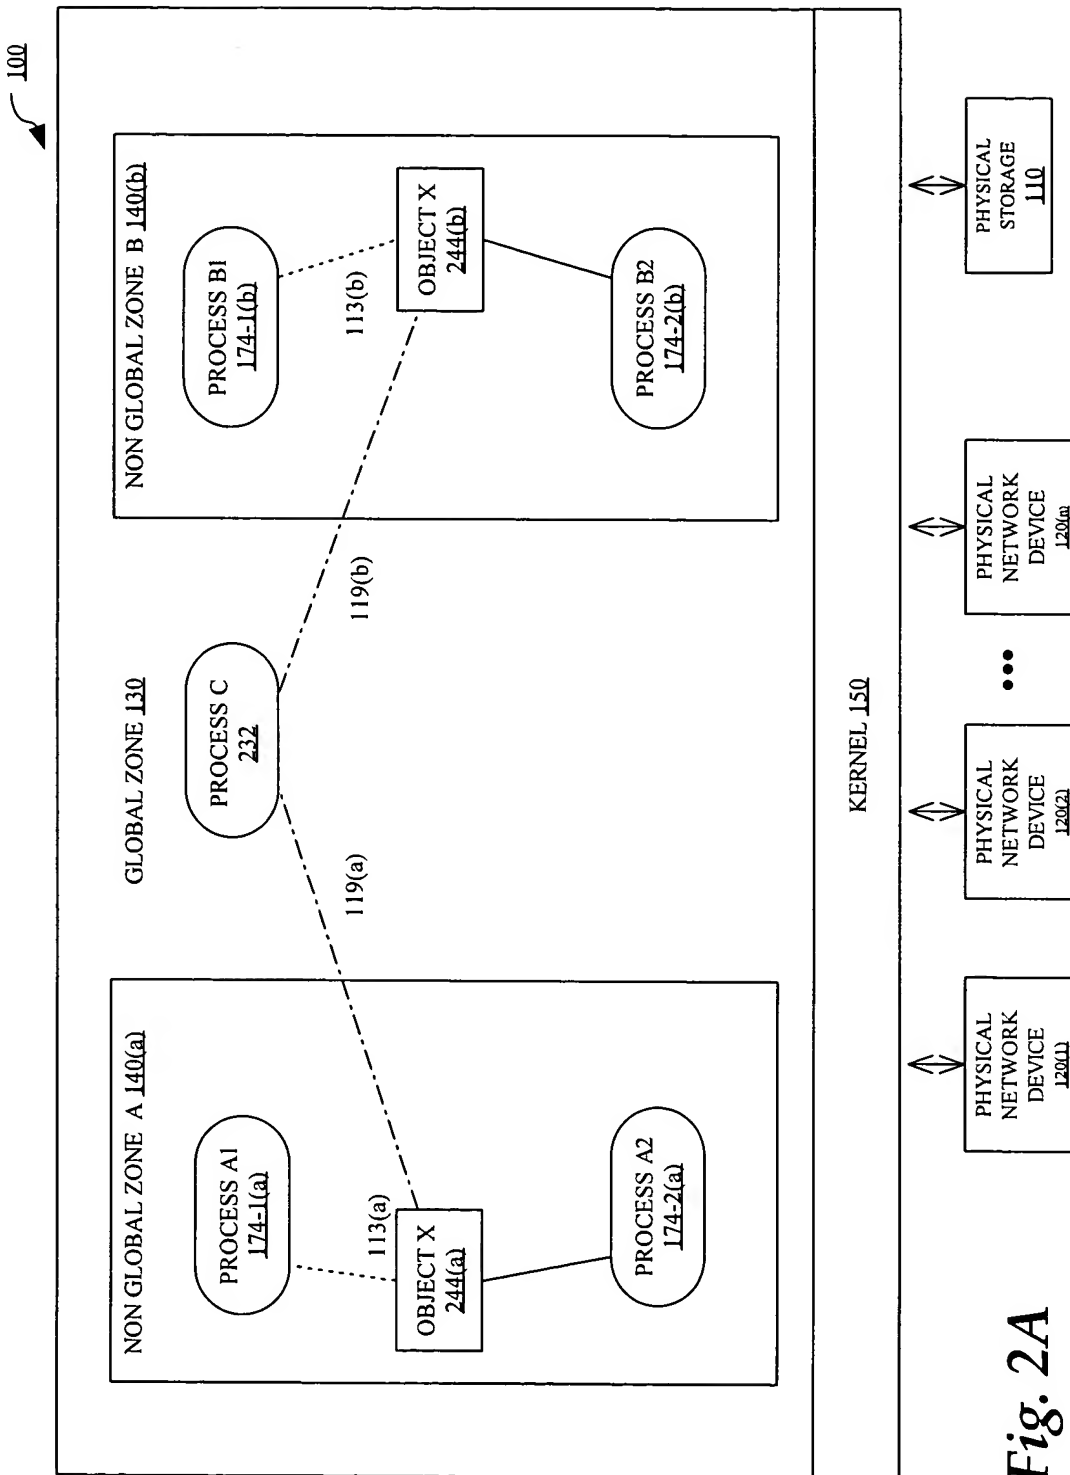 100
NON GLOBAL ZONE A 140(a)
PROCESS A1
174-1(a)
113(a)
OBJECT X
244(a)
PROCESS A2
174-2(a)
GLOBAL ZONE 130
PROCESS C
232
119(a)
119(b)
NON GLOBAL ZONE B 140(b)
PROCESS B1
174-1(b)
113(b)
OBJECT X
244(b)
PROCESS B2
174-2(b)
KERNEL 150
PHYSICAL
NETWORK
DEVICE
120(1)
PHYSICAL
NETWORK
DEVICE
120(2)
•••
PHYSICAL
NETWORK
DEVICE
120(n)
PHYSICAL
STORAGE
110
Fig. 2A